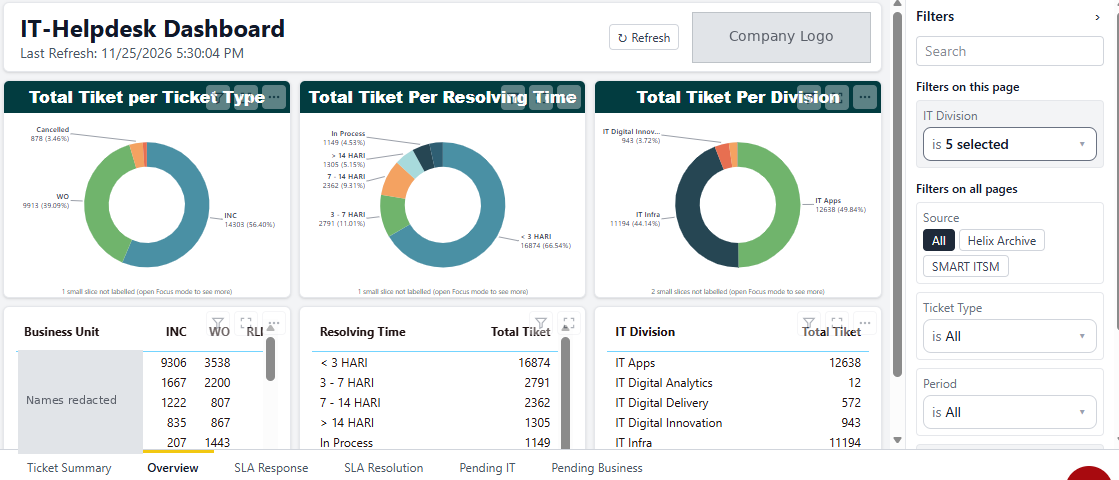 IT-Helpdesk Dashboard
Last Refresh: 11/25/2026 5:30:04 PM
↻ Refresh
Company Logo
Total Tiket per Ticket Type
Cancelled
878 (3.46%)
WO
9913 (39.09%)
INC
14303 (56.40%)
1 small slice not labelled (open Focus mode to see more)
Total Tiket Per Resolving Time
In Process
1149 (4.53%)
> 14 HARI
1305 (5.15%)
7 - 14 HARI
2362 (9.31%)
3 - 7 HARI
2791 (11.01%)
< 3 HARI
16874 (66.54%)
1 small slice not labelled (open Focus mode to see more)
Total Tiket Per Division
IT Digital Innov...
943 (3.72%)
IT Infra
11194 (44.14%)
IT Apps
12638 (49.84%)
2 small slices not labelled (open Focus mode to see more)
Business Unit INC WO
Names redacted
9306 3538
1667 2200
1222 807
835 867
207 1443
Resolving Time Total Tiket
< 3 HARI 16874
3 - 7 HARI 2791
7 - 14 HARI 2362
> 14 HARI 1305
In Process 1149
IT Division Total Tiket
IT Apps 12638
IT Digital Analytics 12
IT Digital Delivery 572
IT Digital Innovation 943
IT Infra 11194
Filters
Search
Filters on this page
IT Division
is 5 selected
Filters on all pages
Source
All Helix Archive
SMART ITSM
Ticket Type
is All
Period
is All
Ticket Summary Overview SLA Response SLA Resolution Pending IT Pending Business